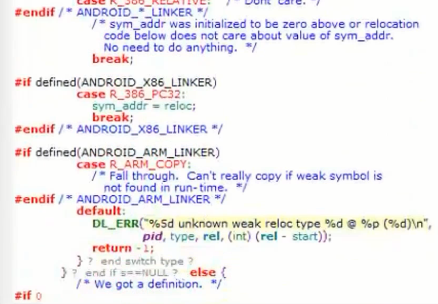 case R_386_RELATIVE: /* Dont' care. */
#endif /* ANDROID_*_LINKER */
/* sym_addr was initialized to be zero above or relocation
code below does not care about value of sym_addr.
No need to do anything. */
break;
#if defined(ANDROID_X86_LINKER)
case R_386_PC32:
sym_addr = reloc;
break;
#endif /* ANDROID_X86_LINKER */
#if defined(ANDROID_ARM_LINKER)
case R_ARM_COPY:
/* Fall through. Can't really copy if weak symbol is
not found in run-time. */
#endif /* ANDROID_ARM_LINKER */
default:
DL_ERR("%5d unknown weak reloc type %d @ %p (%d)\n",
pid, type, rel, (int) (rel - start));
return -1;
} ? end switch type ?
} ? end if s==NULL ? else {
/* We got a definition. */
#if 0